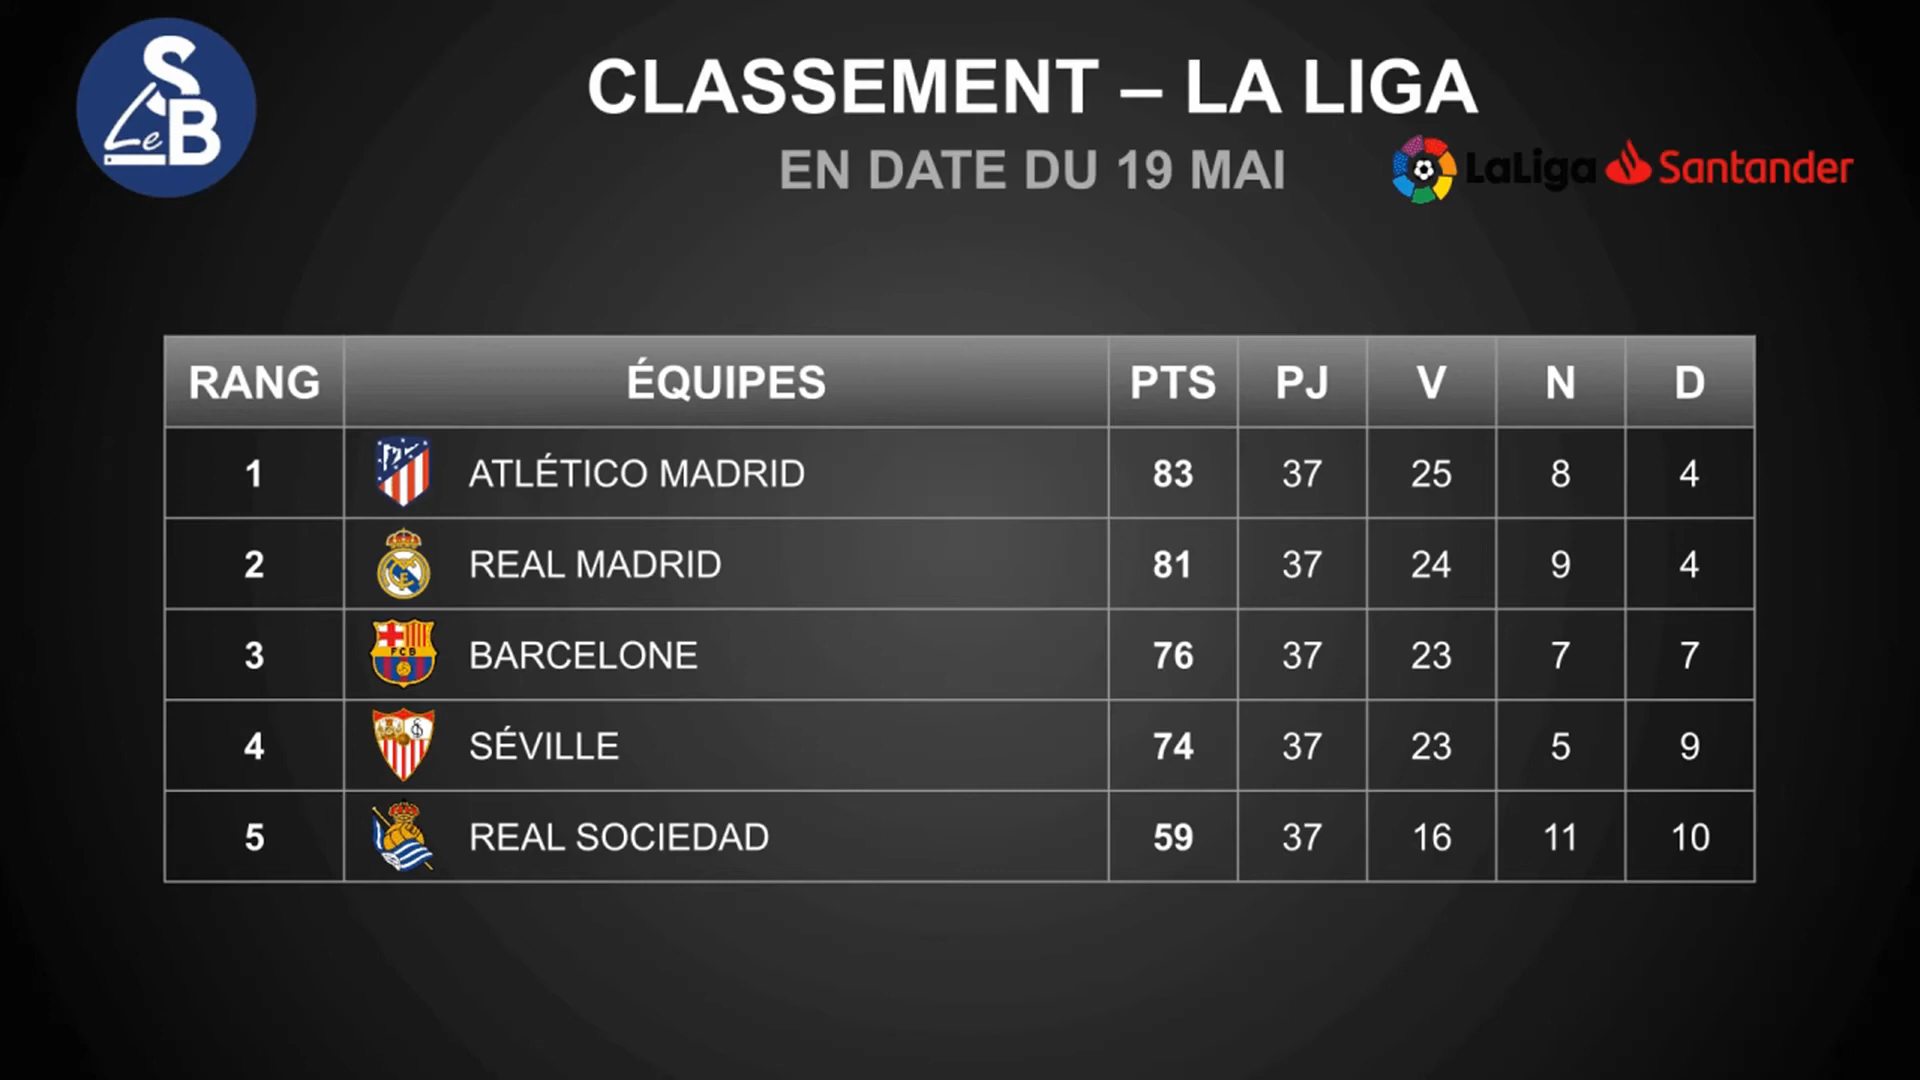 S
Le B
CLASSEMENT – LA LIGA
EN DATE DU 19 MAI
LaLiga Santander
RANG ÉQUIPES PTS PJ V N D
1 ATLÉTICO MADRID 83 37 25 8 4
2 REAL MADRID 81 37 24 9 4
3 FCB BARCELONE 76 37 23 7 7
4 SÉVILLE 74 37 23 5 9
5 REAL SOCIEDAD 59 37 16 11 10